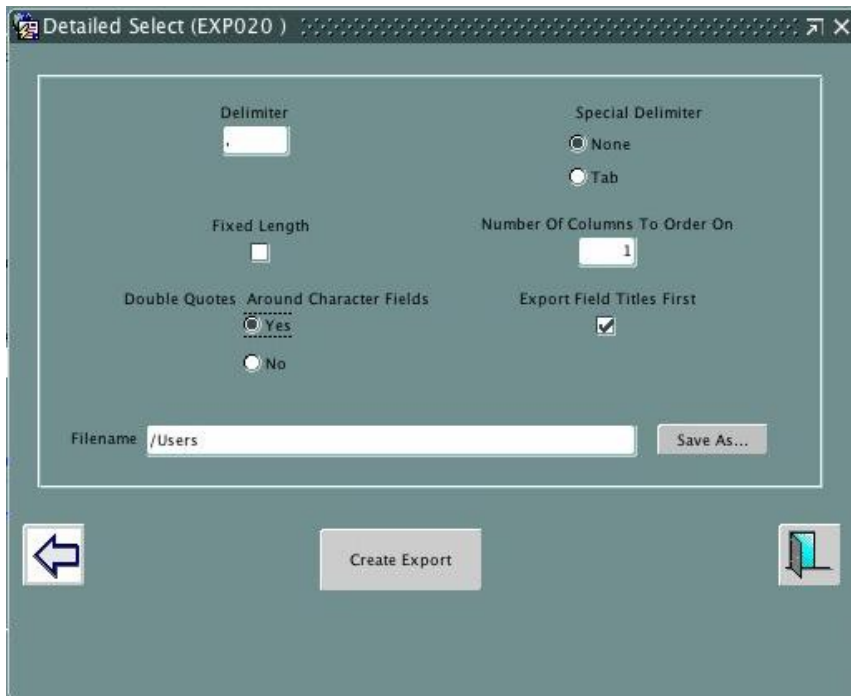 Detailed Select (EXP020 )
Delimiter
,
Special Delimiter
None
Tab
Fixed Length
Number Of Columns To Order On
1
Double Quotes Around Character Fields
Yes
No
Export Field Titles First
Filename /Users Save As...
Create Export